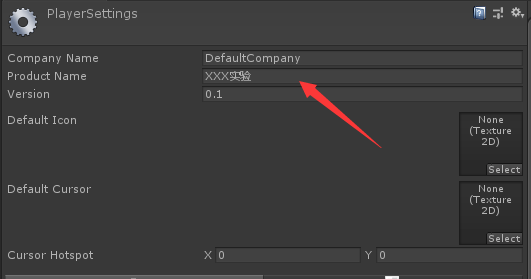 PlayerSettings
Company Name DefaultCompany
Product Name XXX实验
Version 0.1
Default Icon
None
(Texture
2D)
Select
Default Cursor
None
(Texture
2D)
Select
Cursor Hotspot X 0 Y 0